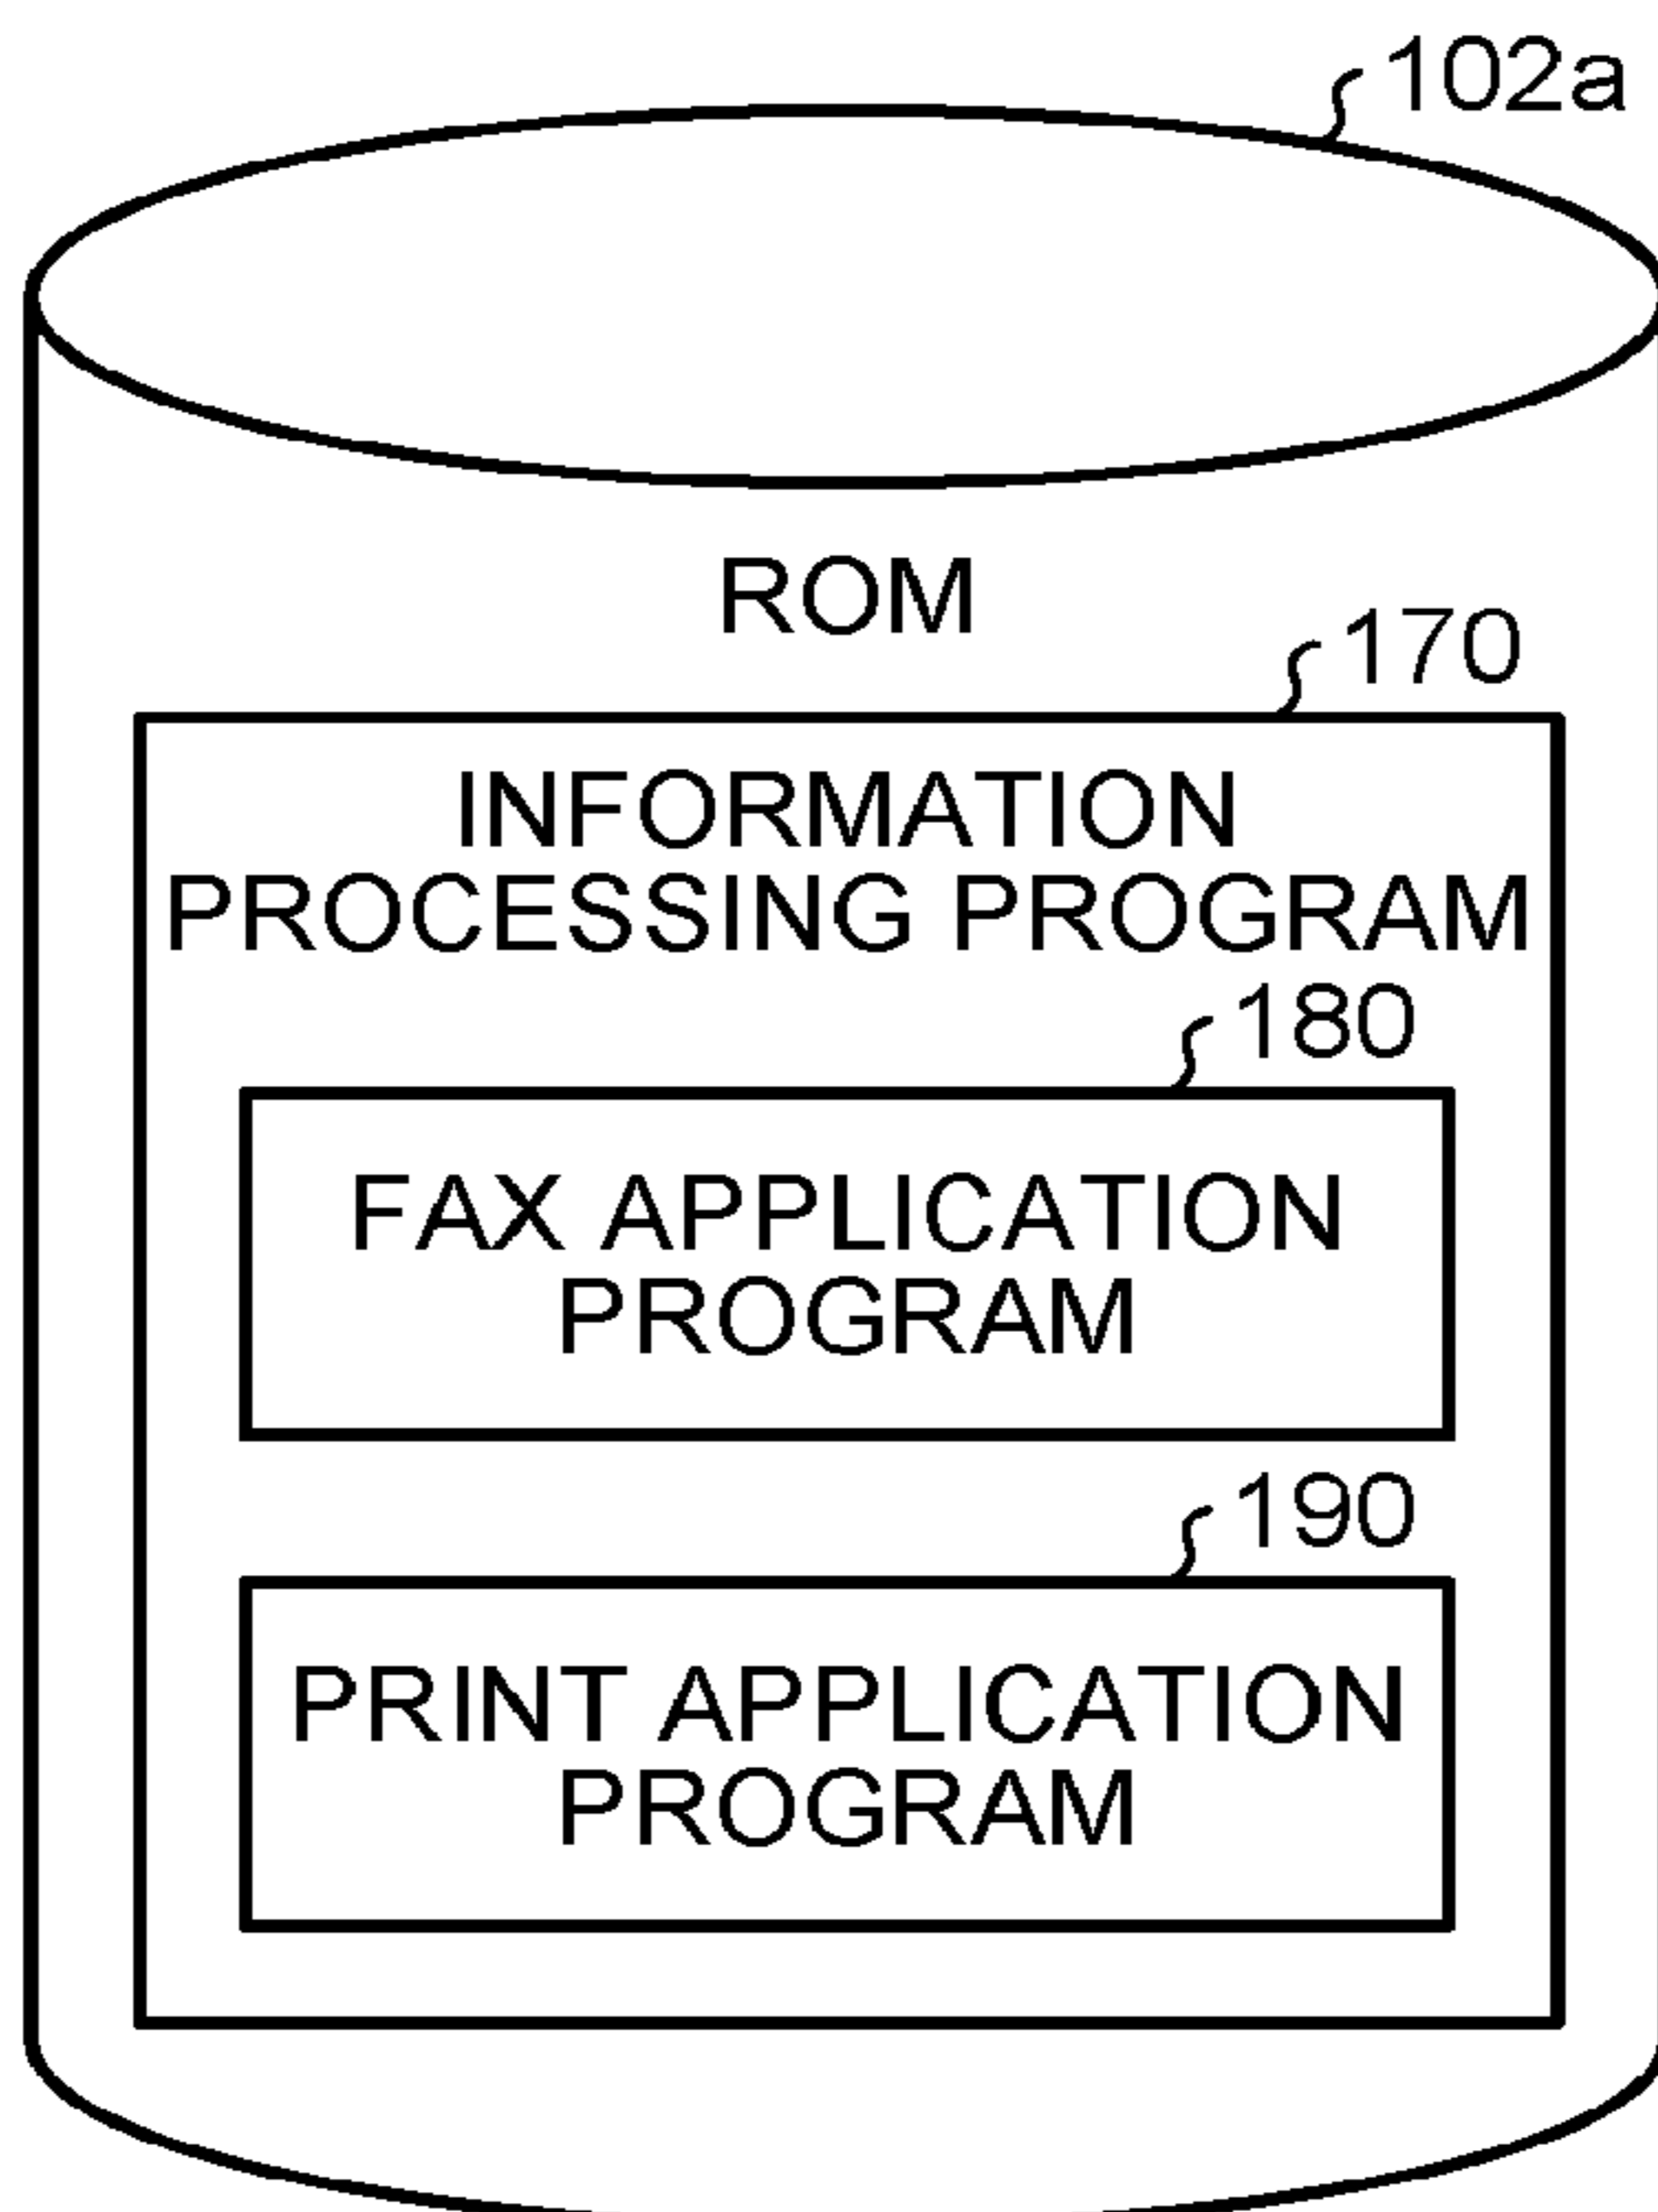 102a
ROM
170
INFORMATION
PROCESSING PROGRAM
180
FAX APPLICATION
PROGRAM
190
PRINT APPLICATION
PROGRAM